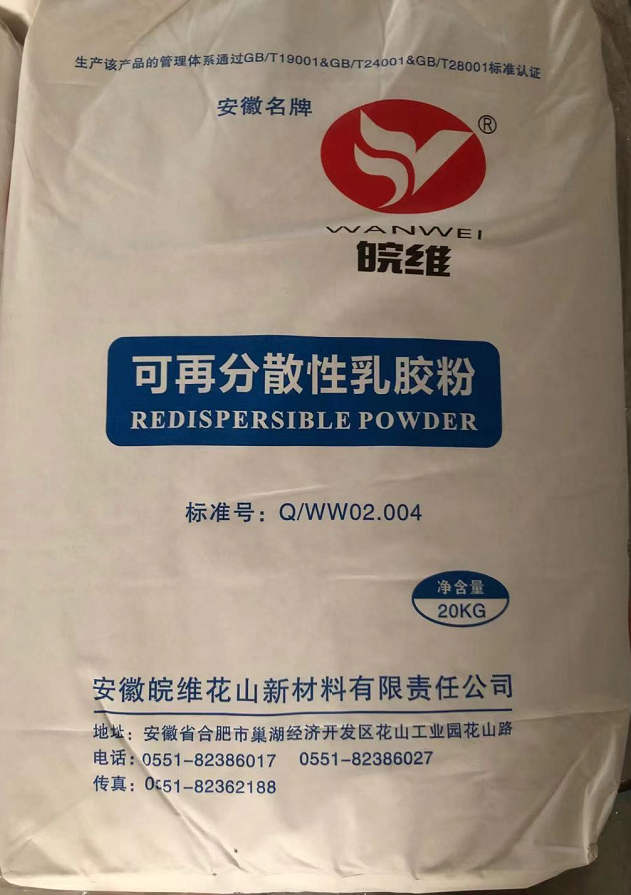 生产该产品的管理体系通过GB/T19001&GB/T24001&GB/T28001标准认证
安徽名牌
®
WANWEI
皖维
可再分散性乳胶粉
REDISPERSIBLE POWDER
标准号：Q/WW02.004
净含量
20KG
安徽皖维花山新材料有限责任公司
地址：安徽省合肥市巢湖经济开发区花山工业园花山路
电话：0551-82386017 0551-82386027
传真：0551-82362188